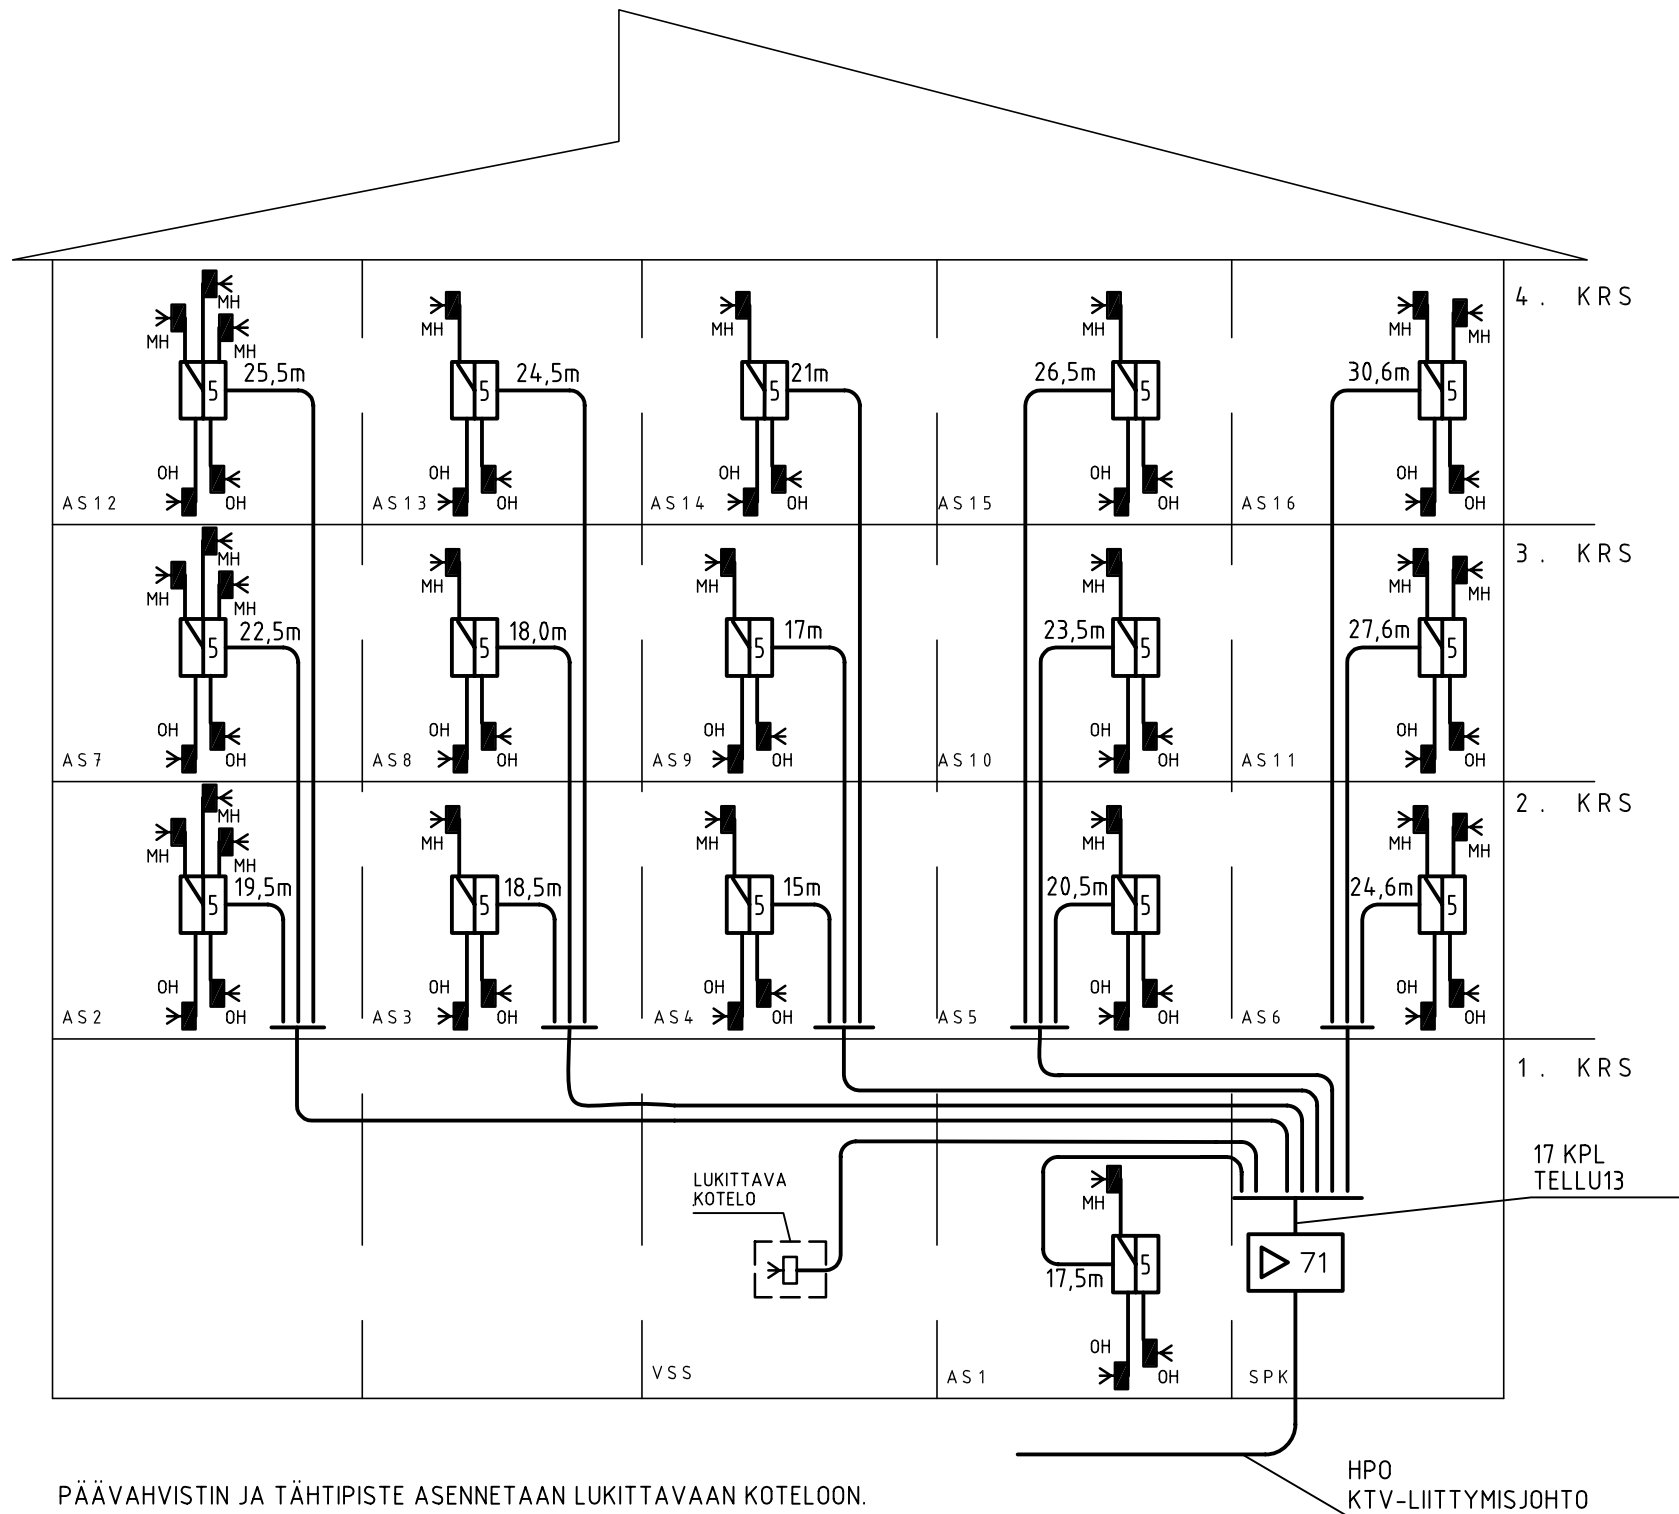 4. KRS
MH
MH
MH
25,5m
5
OH
OH
AS12
MH
24,5m
5
OH
OH
AS13
MH
21m
5
OH
OH
AS14
MH
26,5m
5
OH
OH
AS15
MH
MH
30,6m
5
OH
OH
AS16
3. KRS
MH
MH
MH
22,5m
5
OH
OH
AS7
MH
18,0m
5
OH
OH
AS8
MH
17m
5
OH
OH
AS9
MH
23,5m
5
OH
OH
AS10
MH
MH
27,6m
5
OH
OH
AS11
2. KRS
MH
MH
MH
19,5m
5
OH
OH
AS2
MH
18,5m
5
OH
OH
AS3
MH
15m
5
OH
OH
AS4
MH
20,5m
5
OH
OH
AS5
MH
MH
24,6m
5
OH
OH
AS6
1. KRS
17 KPL
TELLU13
LUKITTAVA
KOTELO
VSS
MH
17,5m
5
OH
OH
AS1
71
SPK
HPO
KTV-LIITTYMISJOHTO
PÄÄVAHVISTIN JA TÄHTIPISTE ASENNETAAN LUKITTAVAAN KOTELOON.